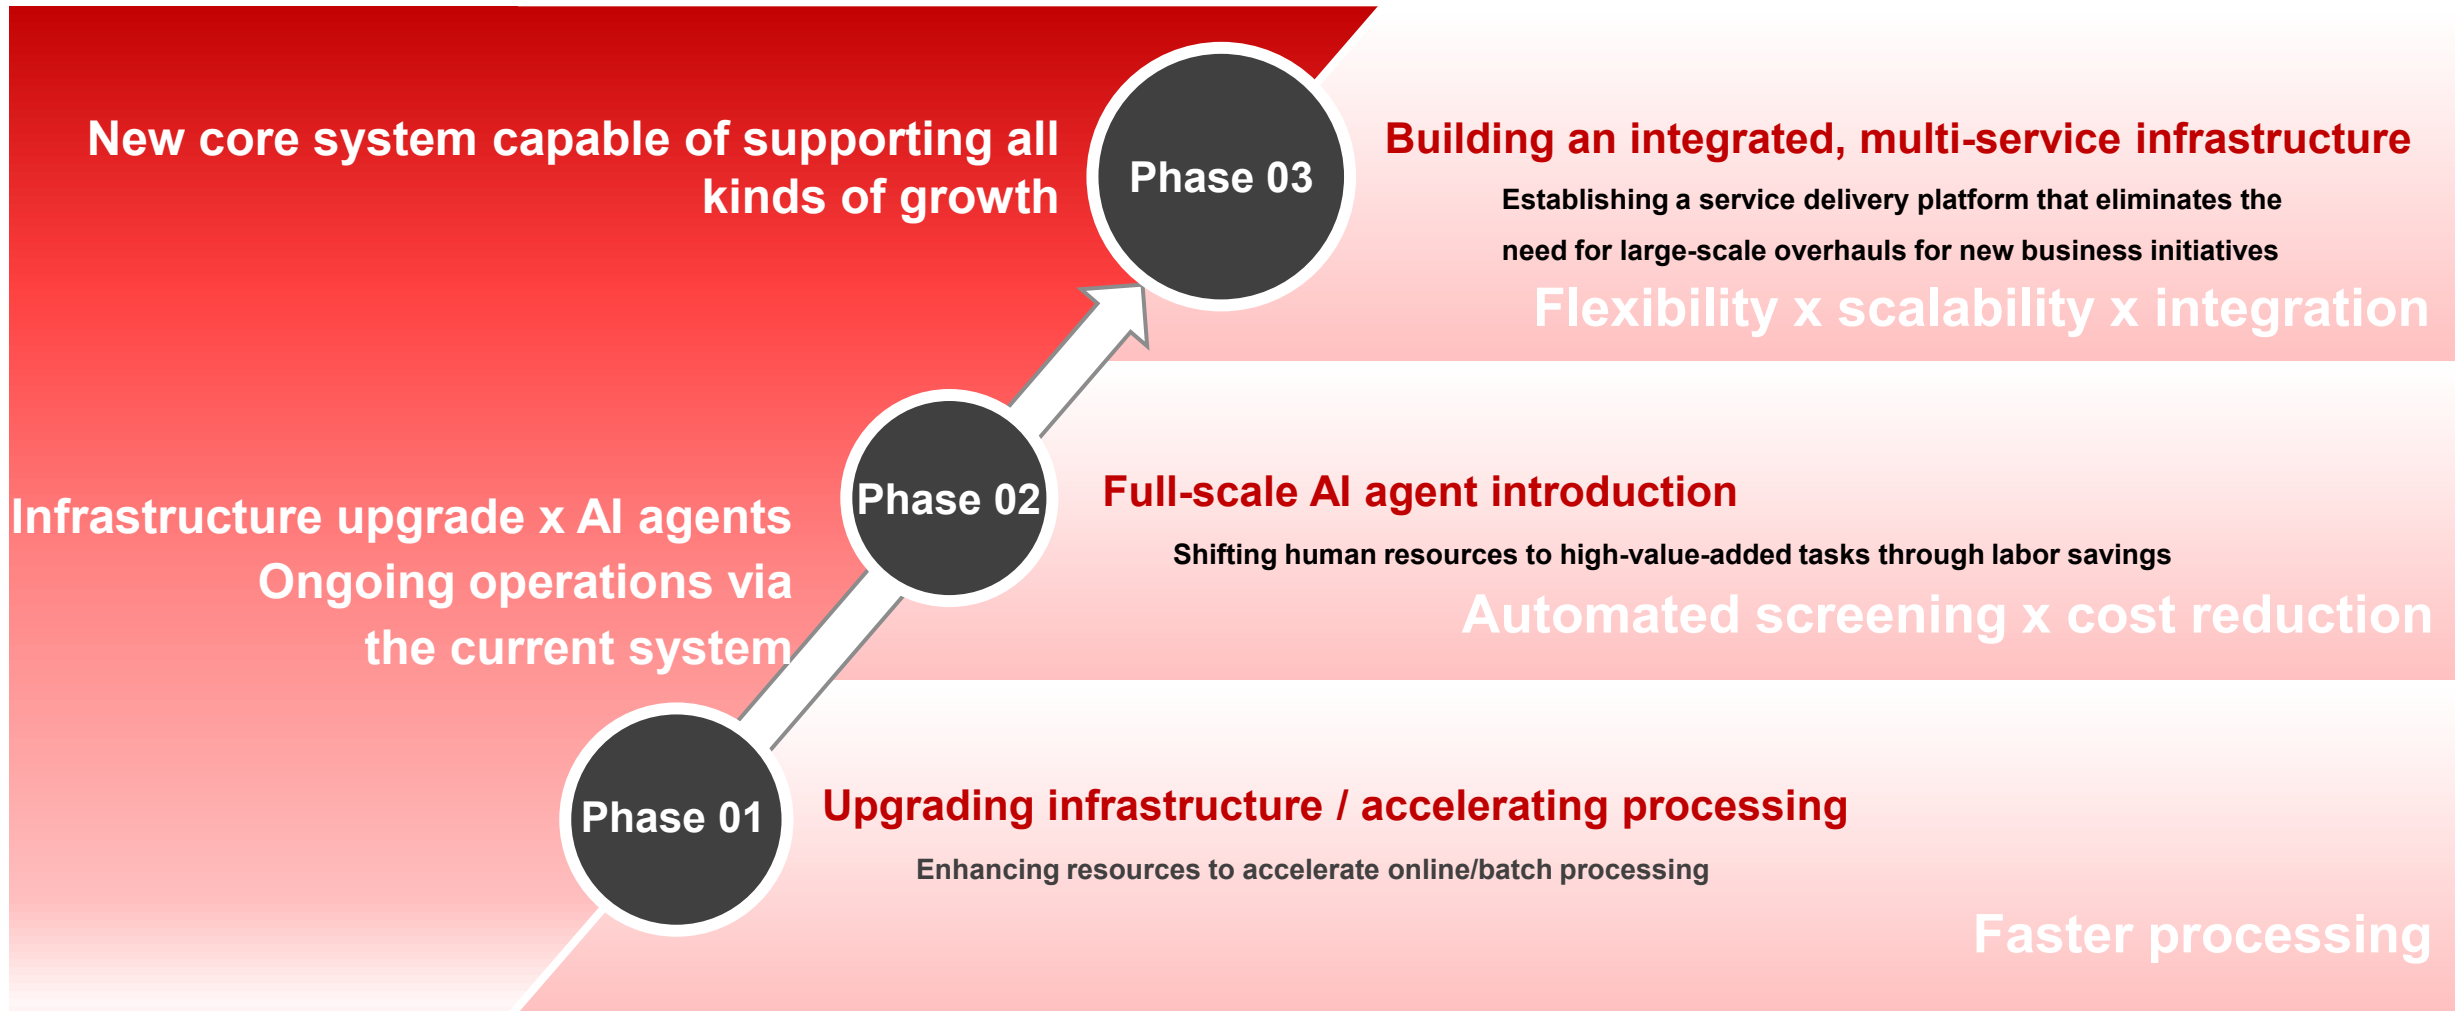 New core system capable of supporting all
kinds of growth
Phase 03
Building an integrated, multi-service infrastructure
Establishing a service delivery platform that eliminates the
need for large-scale overhauls for new business initiatives
Flexibility x scalability x integration
Infrastructure upgrade x AI agents
Ongoing operations via
the current system
Phase 02
Full-scale AI agent introduction
Shifting human resources to high-value-added tasks through labor savings
Automated screening x cost reduction
Phase 01
Upgrading infrastructure / accelerating processing
Enhancing resources to accelerate online/batch processing
Faster processing